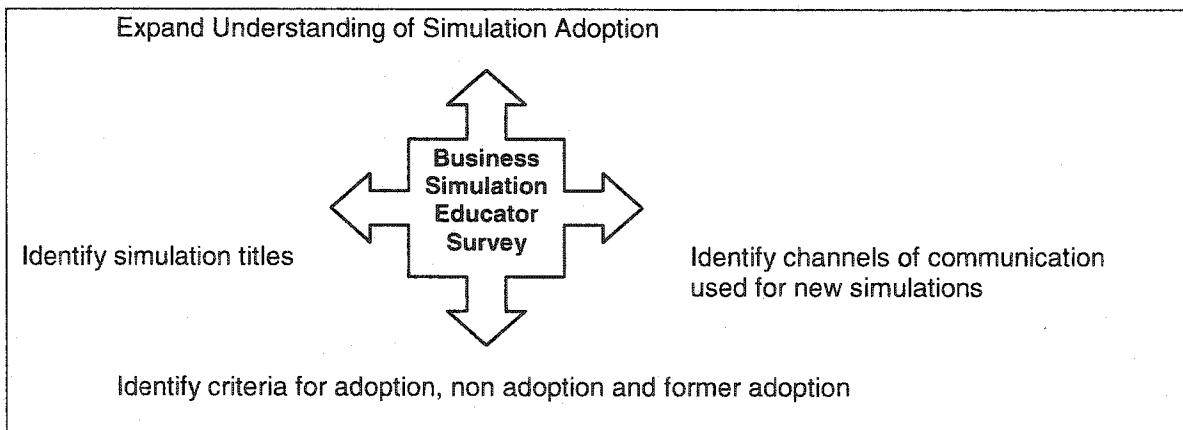 Expand Understanding of Simulation Adoption
Business
Simulation
Educator
Survey
Identify simulation titles
Identify channels of communication
used for new simulations
Identify criteria for adoption, non adoption and former adoption